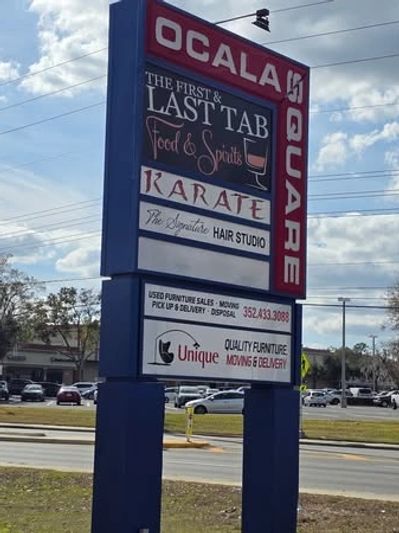 OCALA
SQUARE
THE FIRST &
LAST TAB
Food & Spirits
KARATE
The Signature HAIR STUDIO
USED FURNITURE SALES · MOVING
PICK UP & DELIVERY · DISPOSAL
352.433.3088
Unique
QUALITY FURNITURE
MOVING & DELIVERY